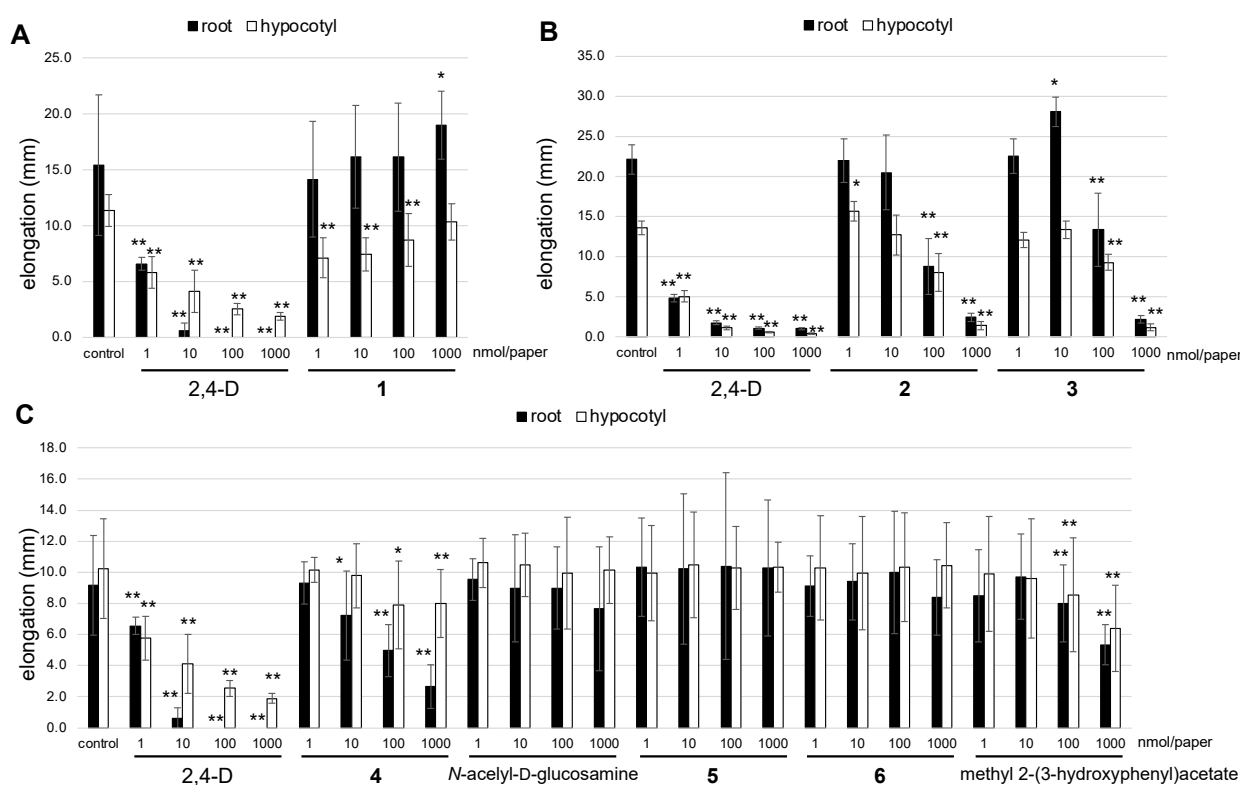 A
■ root □ hypocotyl
25.0
20.0
15.0
10.0
5.0
0.0
elongation (mm)
** ** ** ** ** ** ** ** ** ** ** *
control 1 10 100 1000 1 10 100 1000 nmol/paper
2,4-D 1
B
■ root □ hypocotyl
35.0
30.0
25.0
20.0
15.0
10.0
5.0
0.0
elongation (mm)
** ** ** ** ** ** ** ** * ** ** ** ** * ** ** ** **
control 1 10 100 1000 1 10 100 1000 1 10 100 1000 nmol/paper
2,4-D 2 3
C
■ root □ hypocotyl
18.0
16.0
14.0
12.0
10.0
8.0
6.0
4.0
2.0
0.0
elongation (mm)
** ** ** ** ** ** ** ** * ** * ** ** ** ** ** **
control 1 10 100 1000 1 10 100 1000 1 10 100 1000 1 10 100 1000 1 10 100 1000 1 10 100 1000 nmol/paper
2,4-D 4 N-acelyl-D-glucosamine 5 6 methyl 2-(3-hydroxyphenyl)acetate